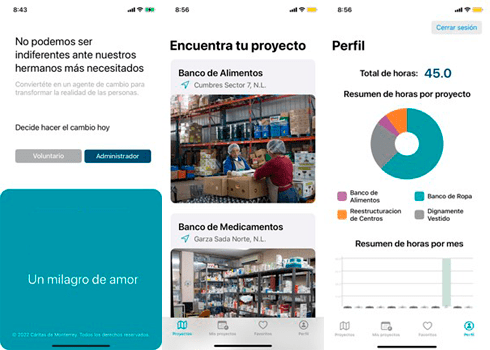 8:43
No podemos ser
indiferentes ante nuestros
hermanos más necesitados
Conviértete en un agente de cambio para
transformar la realidad de las personas.
Decide hacer el cambio hoy
Voluntario
Administrador
Un milagro de amor
© 2022 Caritas de Monterrey. Todos los derechos reservados.
8:56
Encuentra tu proyecto
Banco de Alimentos
Cumbres Sector 7, N.L.
Banco de Medicamentos
Garza Sada Norte, N.L.
Proyectos
Mis proyectos
Favoritos
Perfil
8:56
Cerrar sesión
Perfil
Total de horas: 45.0
Resumen de horas por proyecto
Banco de
Alimentos
Banco de Ropa
Reestructuracion
de Centros
Dignamente
Vestido
Resumen de horas por mes
Proyectos
Mis proyectos
Favoritos
Perfil